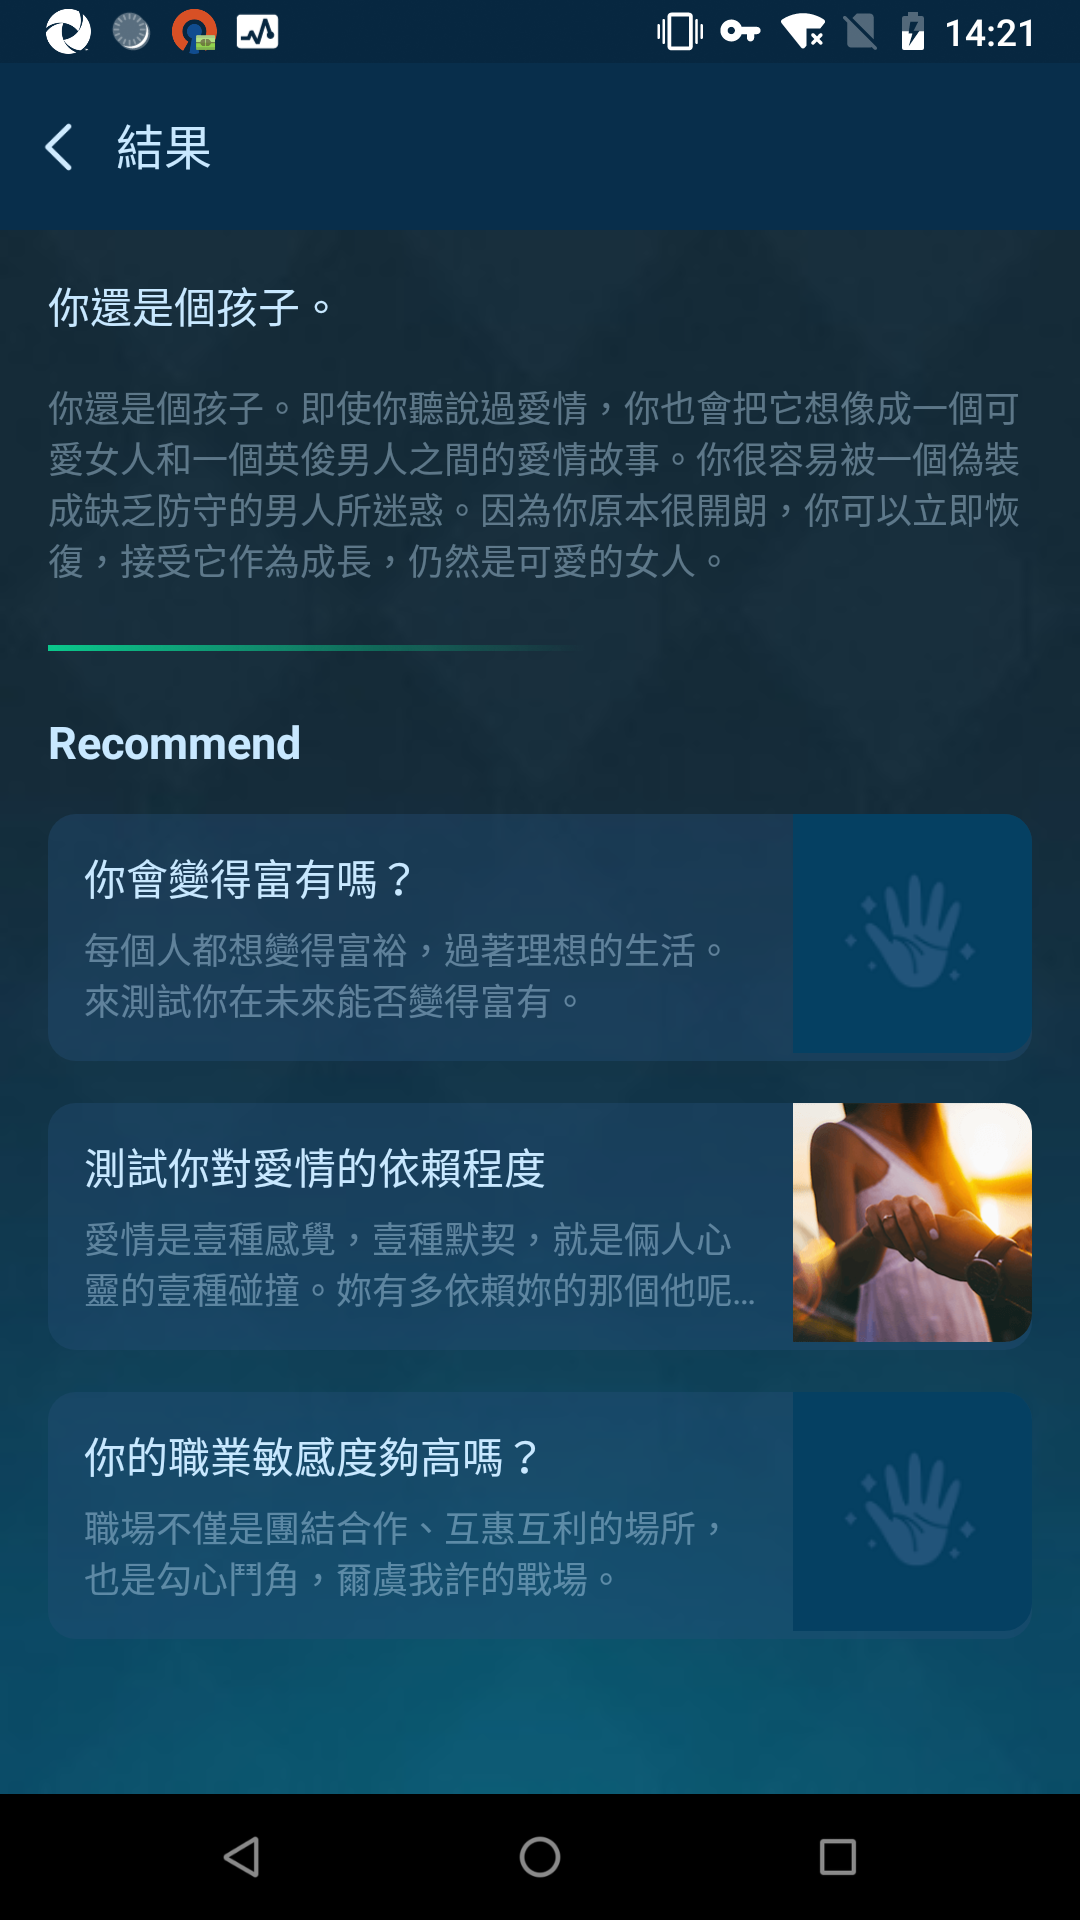 14:21
結果
你還是個孩子。
你還是個孩子。即使你聽說過愛情，你也會把它想像成一個可
愛女人和一個英俊男人之間的愛情故事。你很容易被一個偽裝
成缺乏防守的男人所迷惑。因為你原本很開朗，你可以立即恢
復，接受它作為成長，仍然是可愛的女人。
Recommend
你會變得富有嗎？
每個人都想變得富裕，過著理想的生活。
來測試你在未來能否變得富有。
測試你對愛情的依賴程度
愛情是壹種感覺，壹種默契，就是倆人心
靈的壹種碰撞。妳有多依賴妳的那個他呢...
你的職業敏感度夠高嗎？
職場不僅是團結合作、互惠互利的場所，
也是勾心鬥角，爾虞我詐的戰場。